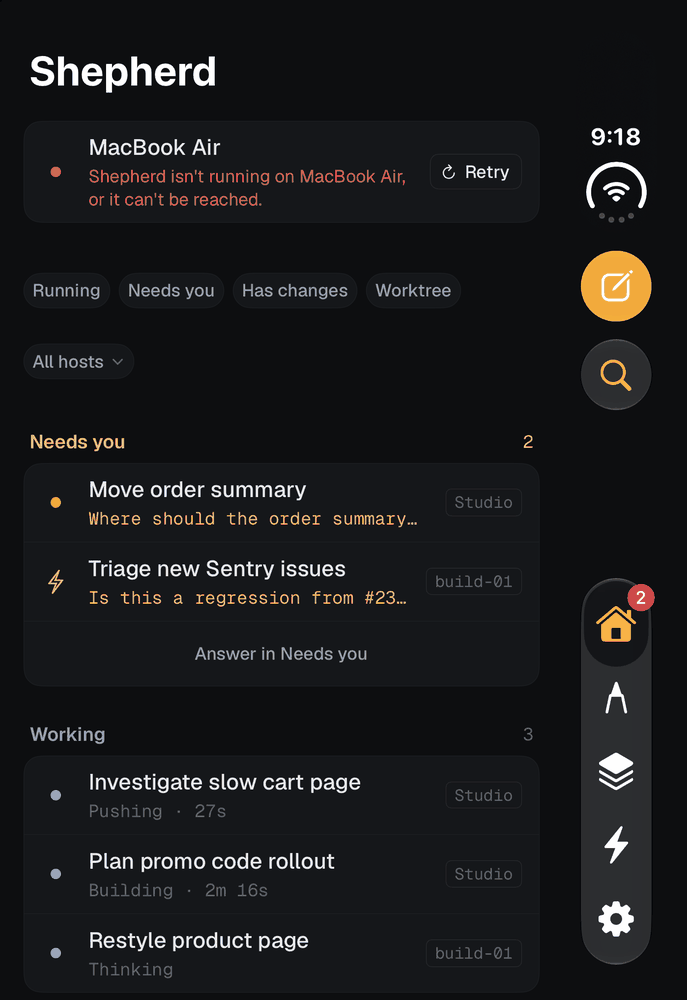 Shepherd
MacBook Air
Shepherd isn't running on MacBook Air,
or it can't be reached.
Retry
9:18
Running
Needs you
Has changes
Worktree
All hosts
Needs you
2
Move order summary
Where should the order summary…
Studio
Triage new Sentry issues
Is this a regression from #23…
build-01
Answer in Needs you
2
Working
3
Investigate slow cart page
Pushing · 27s
Studio
Plan promo code rollout
Building · 2m 16s
Studio
Restyle product page
Thinking
build-01